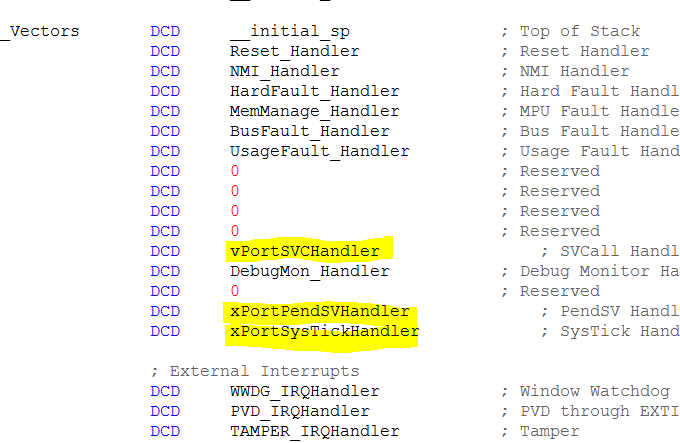 _Vectors DCD __initial_sp ; Top of Stack
DCD Reset_Handler ; Reset Handler
DCD NMI_Handler ; NMI Handler
DCD HardFault_Handler ; Hard Fault Handl
DCD MemManage_Handler ; MPU Fault Handle
DCD BusFault_Handler ; Bus Fault Handle
DCD UsageFault_Handler ; Usage Fault Hand
DCD 0 ; Reserved
DCD 0 ; Reserved
DCD 0 ; Reserved
DCD 0 ; Reserved
DCD vPortSVCHandler ; SVCall Handl
DCD DebugMon_Handler ; Debug Monitor Ha
DCD 0 ; Reserved
DCD xPortPendSVHandler ; PendSV Handl
DCD xPortSysTickHandler ; SysTick Hand
; External Interrupts
DCD WWDG_IRQHandler ; Window Watchdog
DCD PVD_IRQHandler ; PVD through EXTI
DCD TAMPER_IRQHandler ; Tamper